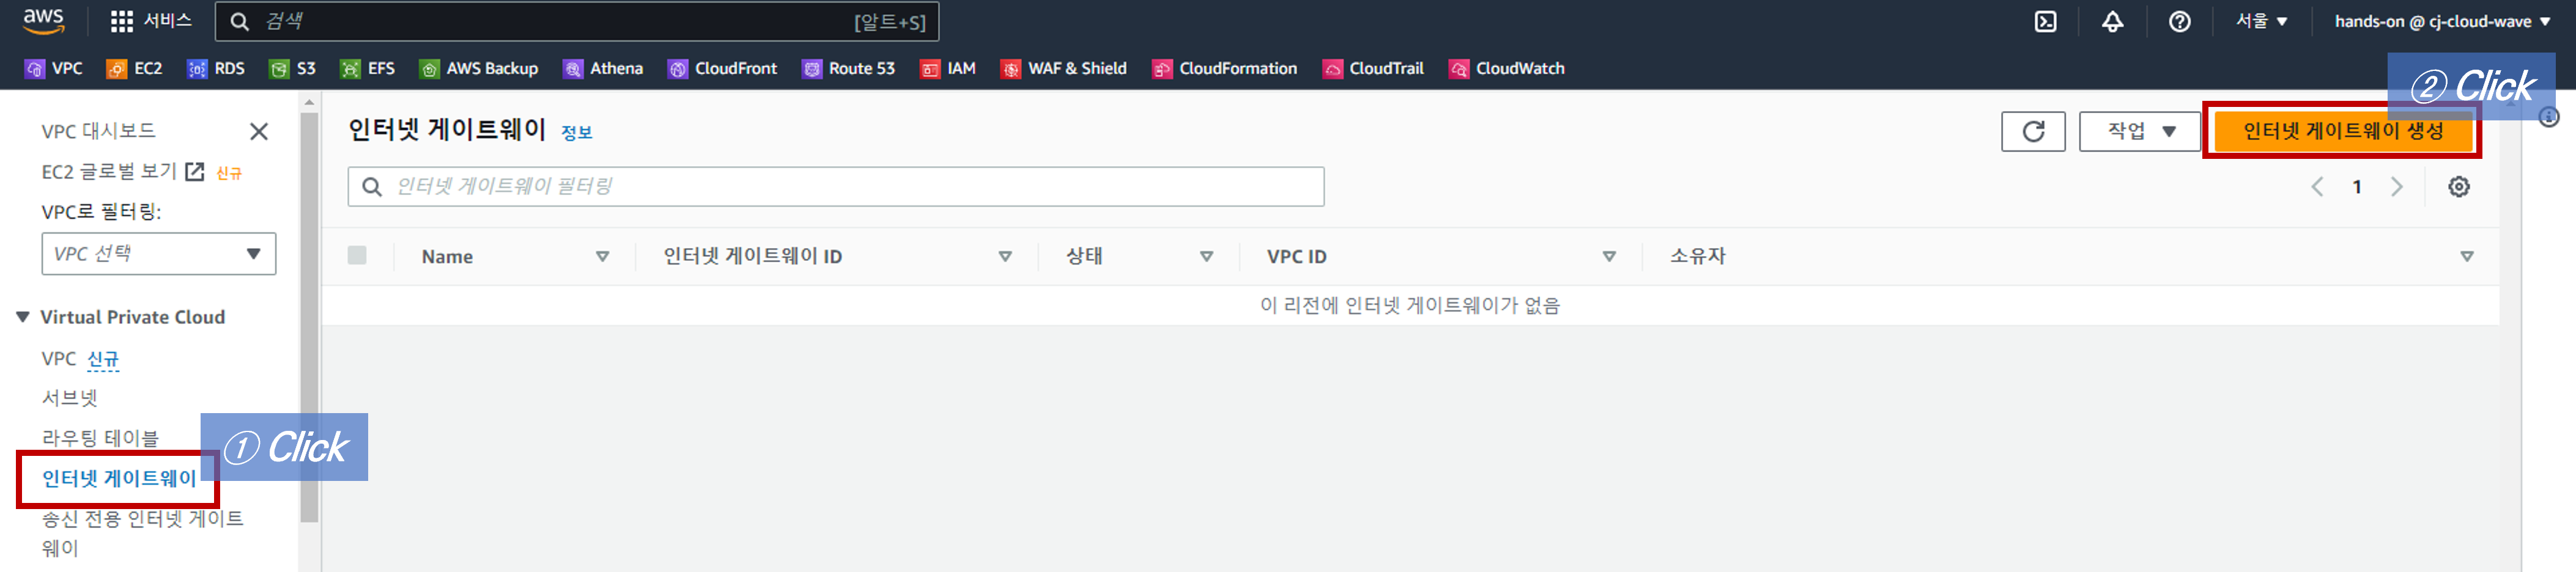 aws 서비스 검색 [알트+S] 서울 ▼ hands-on @ cj-cloud-wave ▼
VPC EC2 RDS S3 EFS AWS Backup Athena CloudFront Route 53 IAM WAF & Shield CloudFormation CloudTrail CloudWatch
② Click
VPC 대시보드
EC2 글로벌 보기 신규
VPC로 필터링:
VPC 선택
Virtual Private Cloud
VPC 신규
서브넷
라우팅 테이블
① Click
인터넷 게이트웨이
송신 전용 인터넷 게이트
웨이
인터넷 게이트웨이 정보
작업 ▼ 인터넷 게이트웨이 생성
인터넷 게이트웨이 필터링
1
Name 인터넷 게이트웨이 ID 상태 VPC ID 소유자
이 리전에 인터넷 게이트웨이가 없음